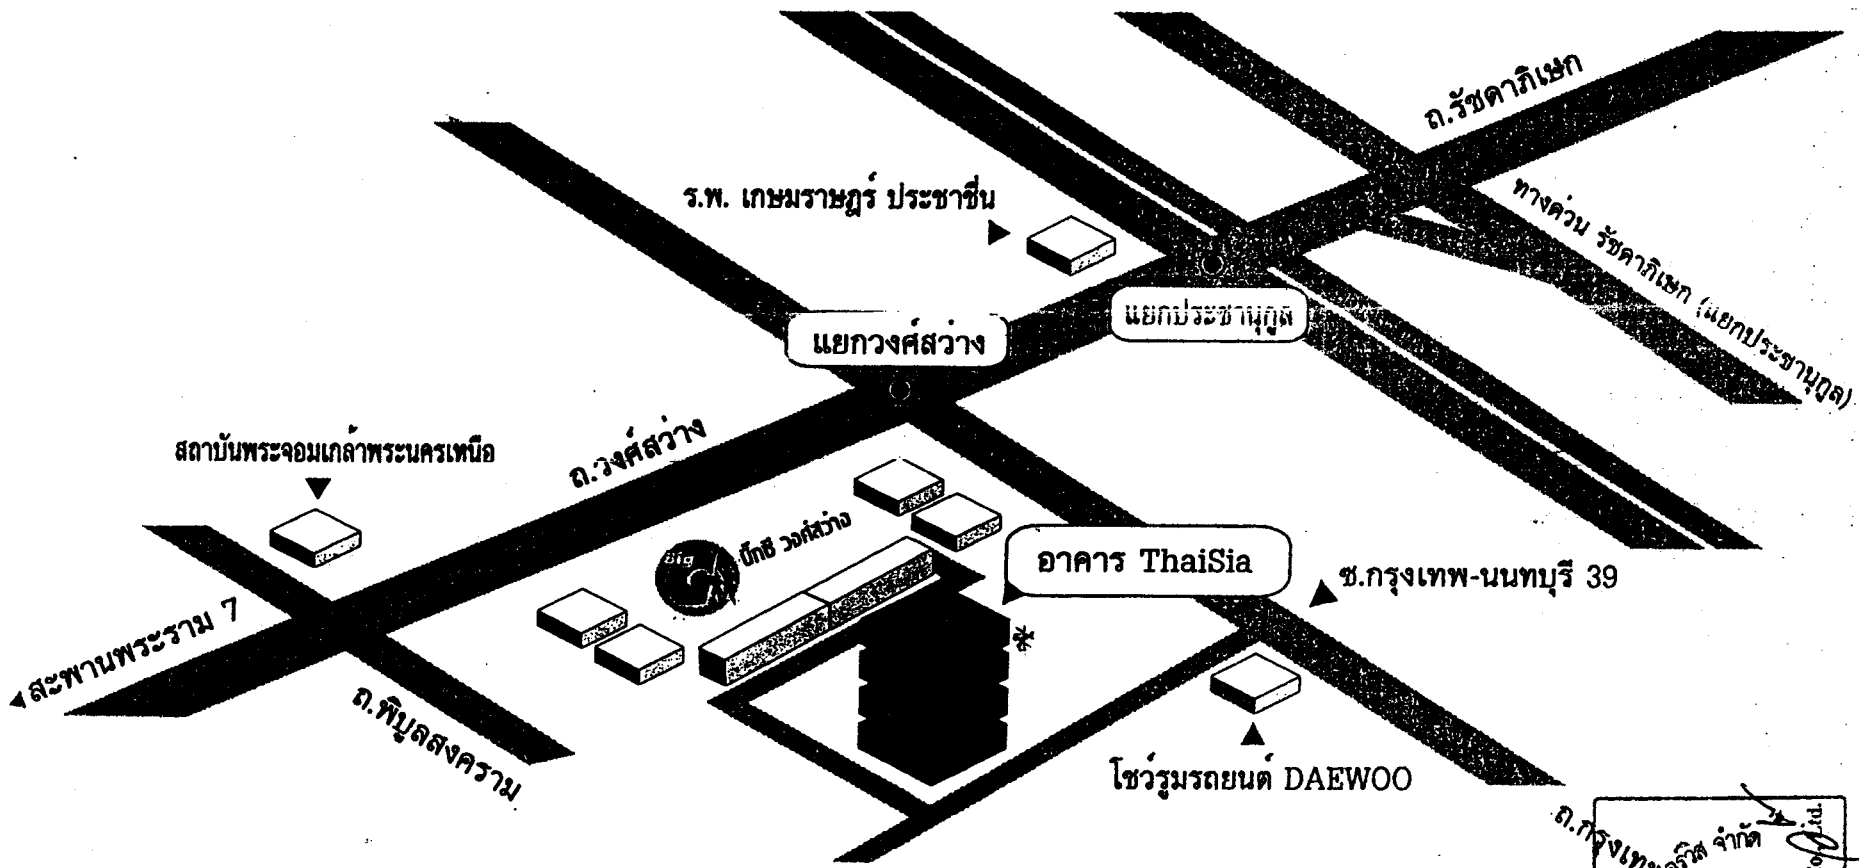 ถ.รัชดาภิเษก
ร.พ. เกษมราษฎร์ ประชาชื่น
ทางด่วน รัชดาภิเษก (แยกประชานุกูล)
แยกประชานุกูล
แยกวงศ์สว่าง
สถาบันพระจอมเกล้าพระนครเหนือ
ถ.วงศ์สว่าง
Big
บิ๊กซี วงศ์สว่าง
อาคาร ThaiSia
ซ.กรุงเทพ-นนทบุรี 39
สะพานพระราม 7
ถ.พิบูลสงคราม
โชว์รูมรถยนต์ DAEWOO
จำกัด
Ltd.